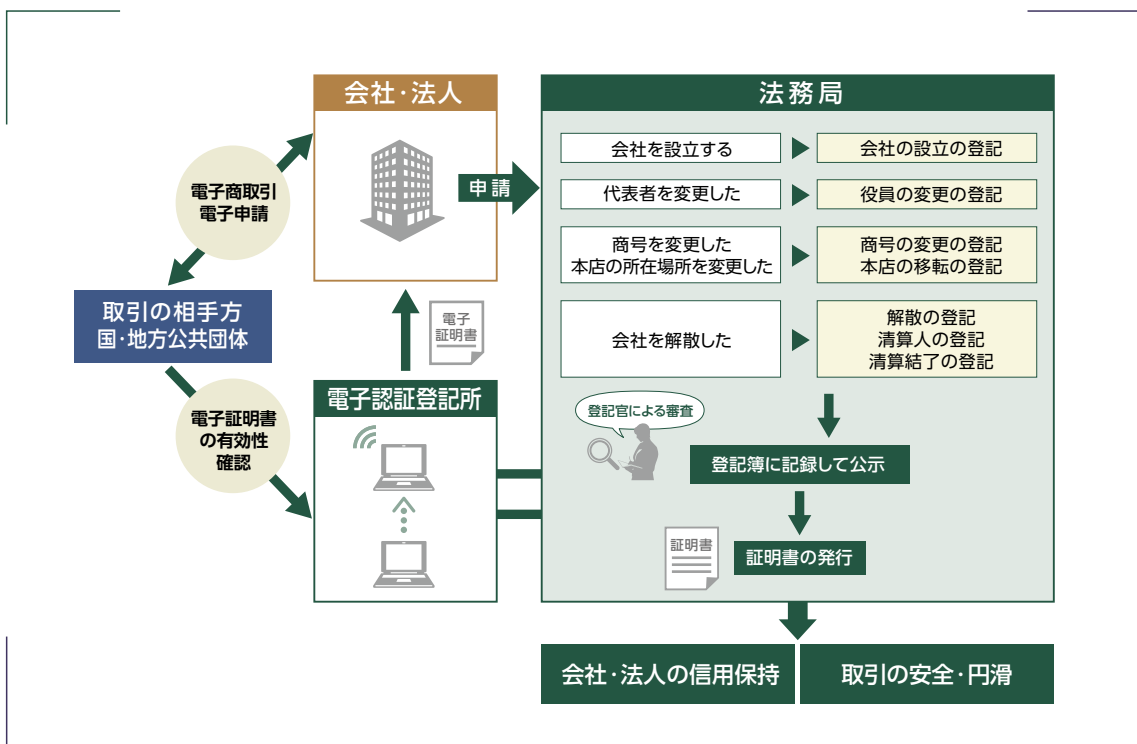 会社・法人
電子商取引
電子申請
取引の相手方
国・地方公共団体
電子証明書
の有効性
確認
電子
証明書
電子認証登記所
申請
法務局
会社を設立する
会社の設立の登記
代表者を変更した
役員の変更の登記
商号を変更した
本店の所在場所を変更した
商号の変更の登記
本店の移転の登記
会社を解散した
解散の登記
清算人の登記
清算結了の登記
登記官による審査
登記簿に記録して公示
証明書
証明書の発行
会社・法人の信用保持
取引の安全・円滑